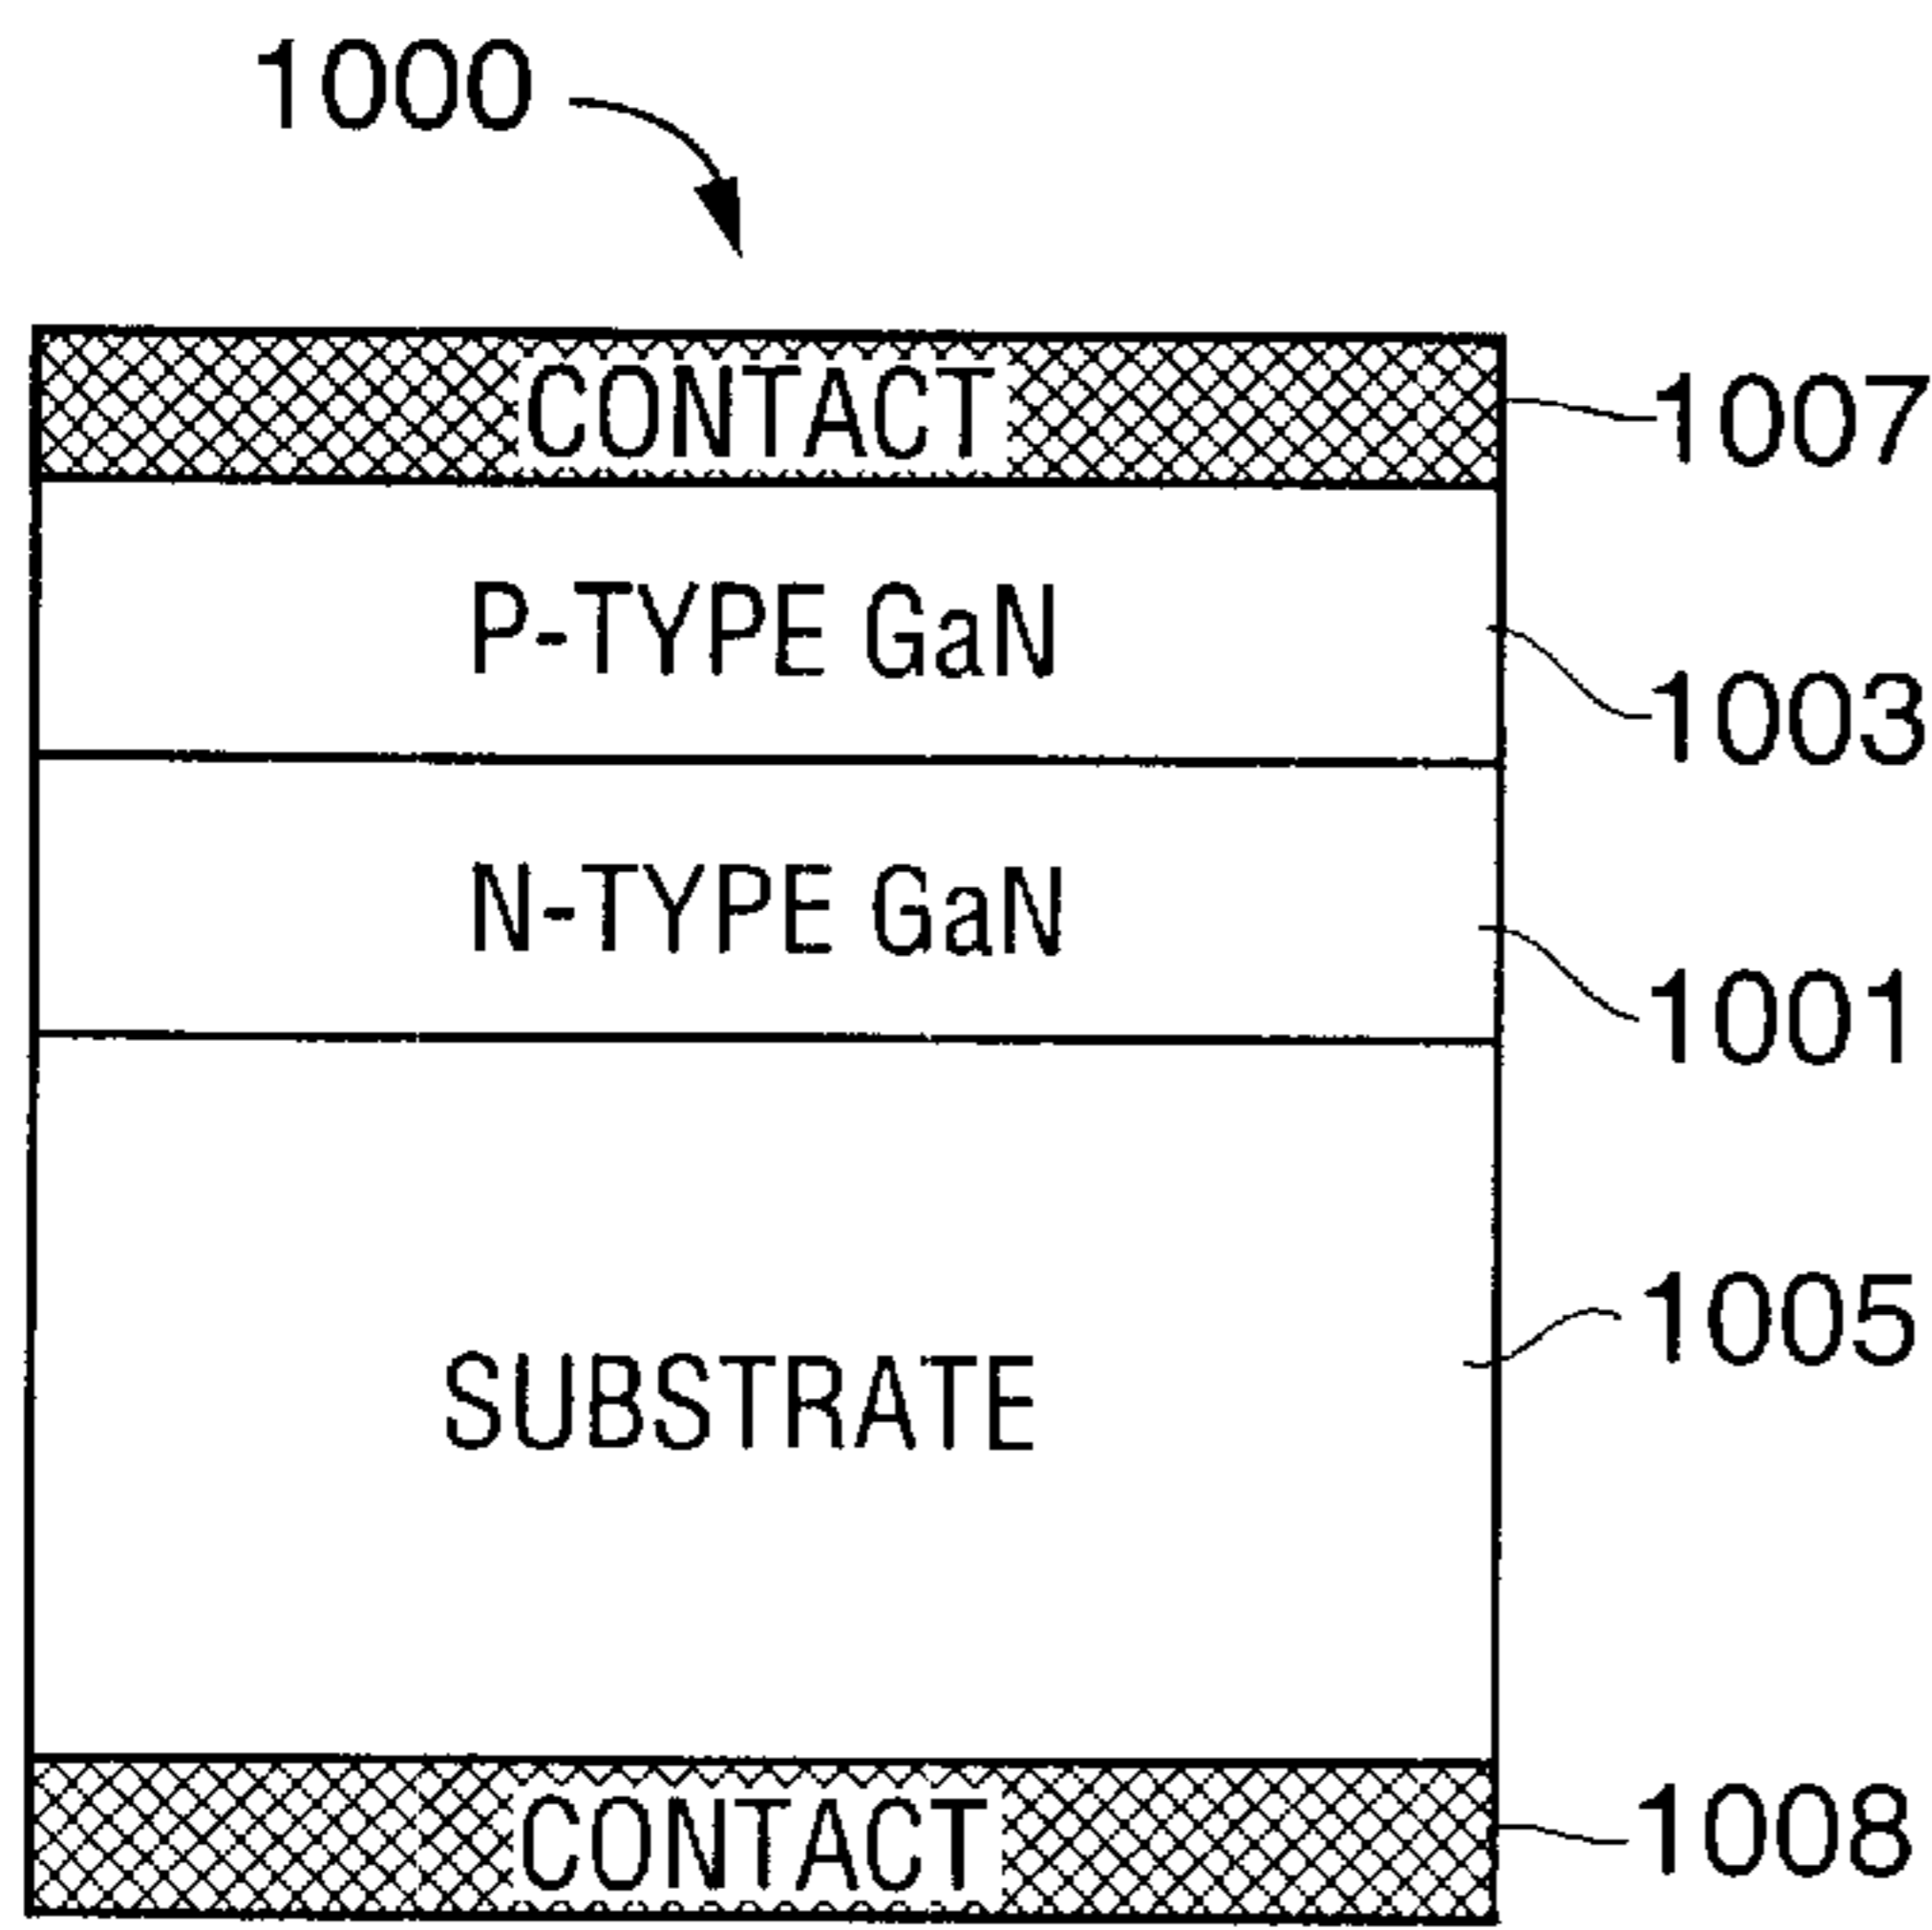 1000
CONTACT
1007
P-TYPE GaN
1003
N-TYPE GaN
1001
1005
SUBSTRATE
CONTACT
1008